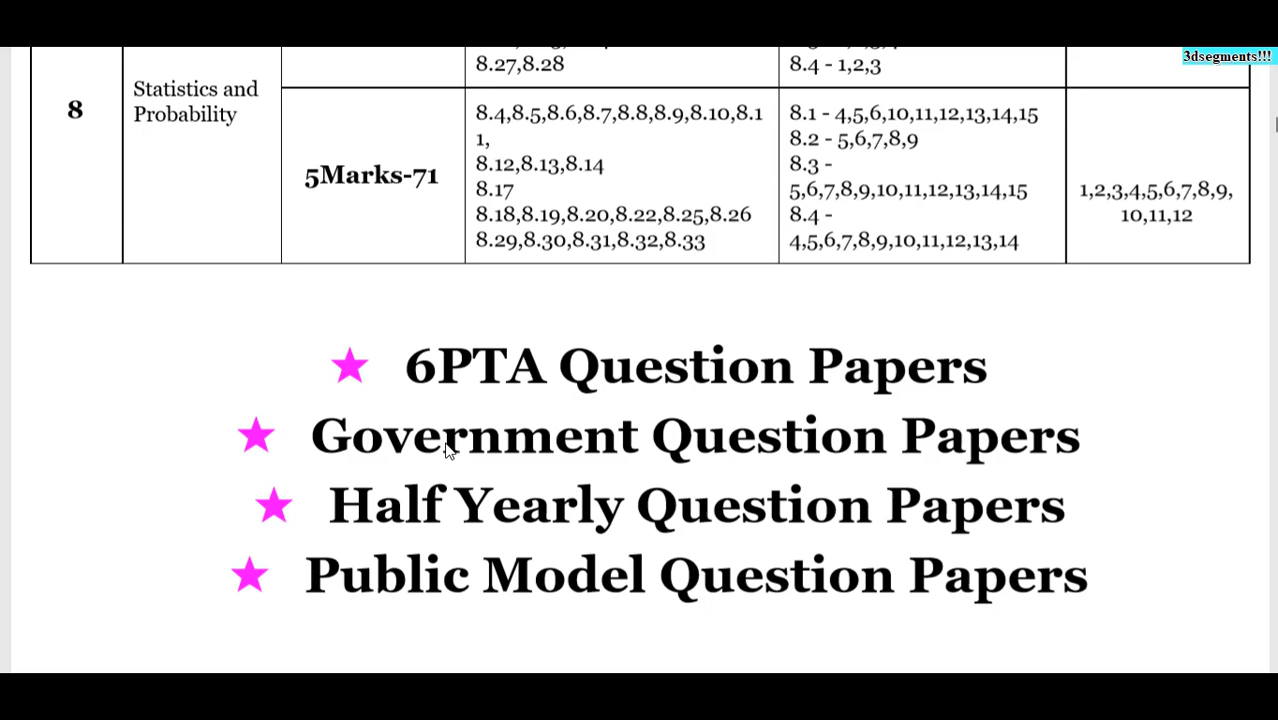 3dsegments!!!
8.27,8.28
8.4 - 1,2,3
8
Statistics and
Probability
5Marks-71
8.4,8.5,8.6,8.7,8.8,8.9,8.10,8.1
1,
8.12,8.13,8.14
8.17
8.18,8.19,8.20,8.22,8.25,8.26
8.29,8.30,8.31,8.32,8.33
8.1 - 4,5,6,10,11,12,13,14,15
8.2 - 5,6,7,8,9
8.3 -
5,6,7,8,9,10,11,12,13,14,15
8.4 -
4,5,6,7,8,9,10,11,12,13,14
1,2,3,4,5,6,7,8,9,
10,11,12
★ 6PTA Question Papers
★ Government Question Papers
★ Half Yearly Question Papers
★ Public Model Question Papers